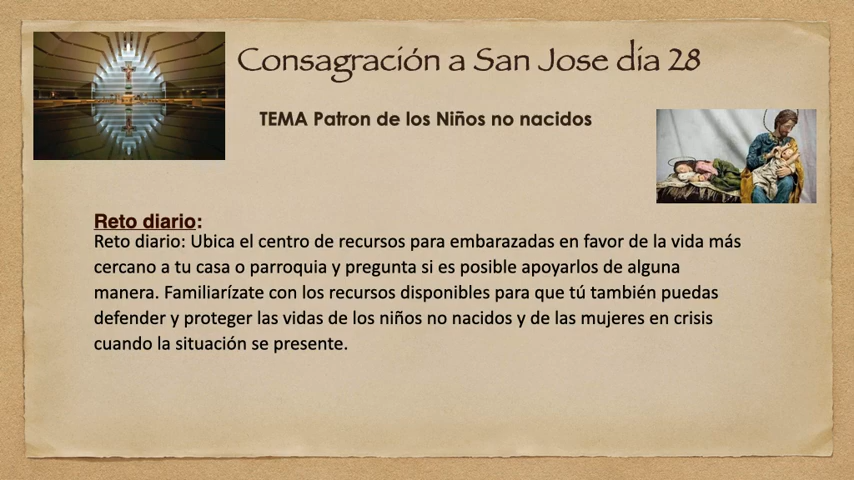 Consagración a San Jose dia 28
TEMA Patron de los Niños no nacidos
Reto diario:
Reto diario: Ubica el centro de recursos para embarazadas en favor de la vida más
cercano a tu casa o parroquia y pregunta si es posible apoyarlos de alguna
manera. Familiarízate con los recursos disponibles para que tú también puedas
defender y proteger las vidas de los niños no nacidos y de las mujeres en crisis
cuando la situación se presente.